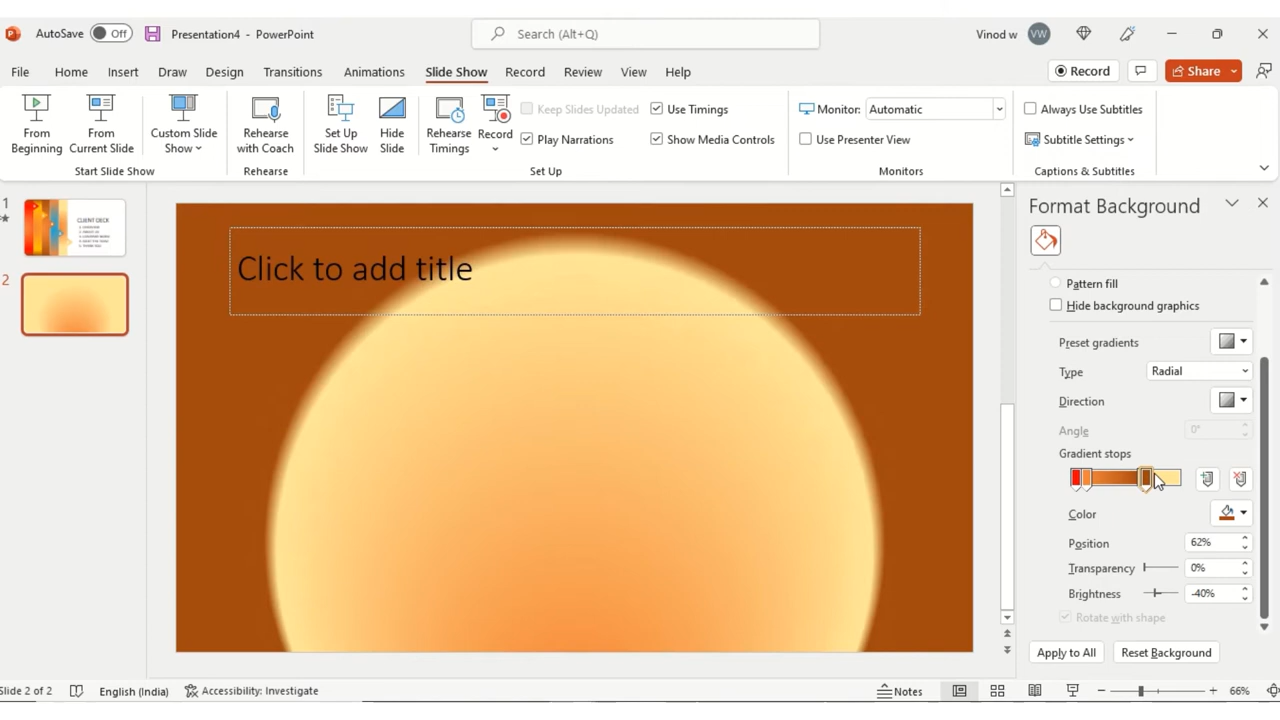 AutoSave Off Presentation4 - PowerPoint Search (Alt+Q) Vinod w VW
File Home Insert Draw Design Transitions Animations Slide Show Record Review View Help Record Share
From Beginning
From Current Slide
Custom Slide Show
Rehearse with Coach
Set Up Slide Show
Hide Slide
Rehearse Timings
Record
Keep Slides Updated
Play Narrations
Use Timings
Show Media Controls
Monitor: Automatic
Use Presenter View
Always Use Subtitles
Subtitle Settings
Start Slide Show Rehearse Set Up Monitors Captions & Subtitles
1
CLIENT DECK
2
Click to add title
Format Background
Pattern fill
Hide background graphics
Preset gradients
Type Radial
Direction
Angle 0°
Gradient stops
Color
Position 62%
Transparency 0%
Brightness -40%
Rotate with shape
Apply to All Reset Background
Slide 2 of 2 English (India) Accessibility: Investigate Notes 66%